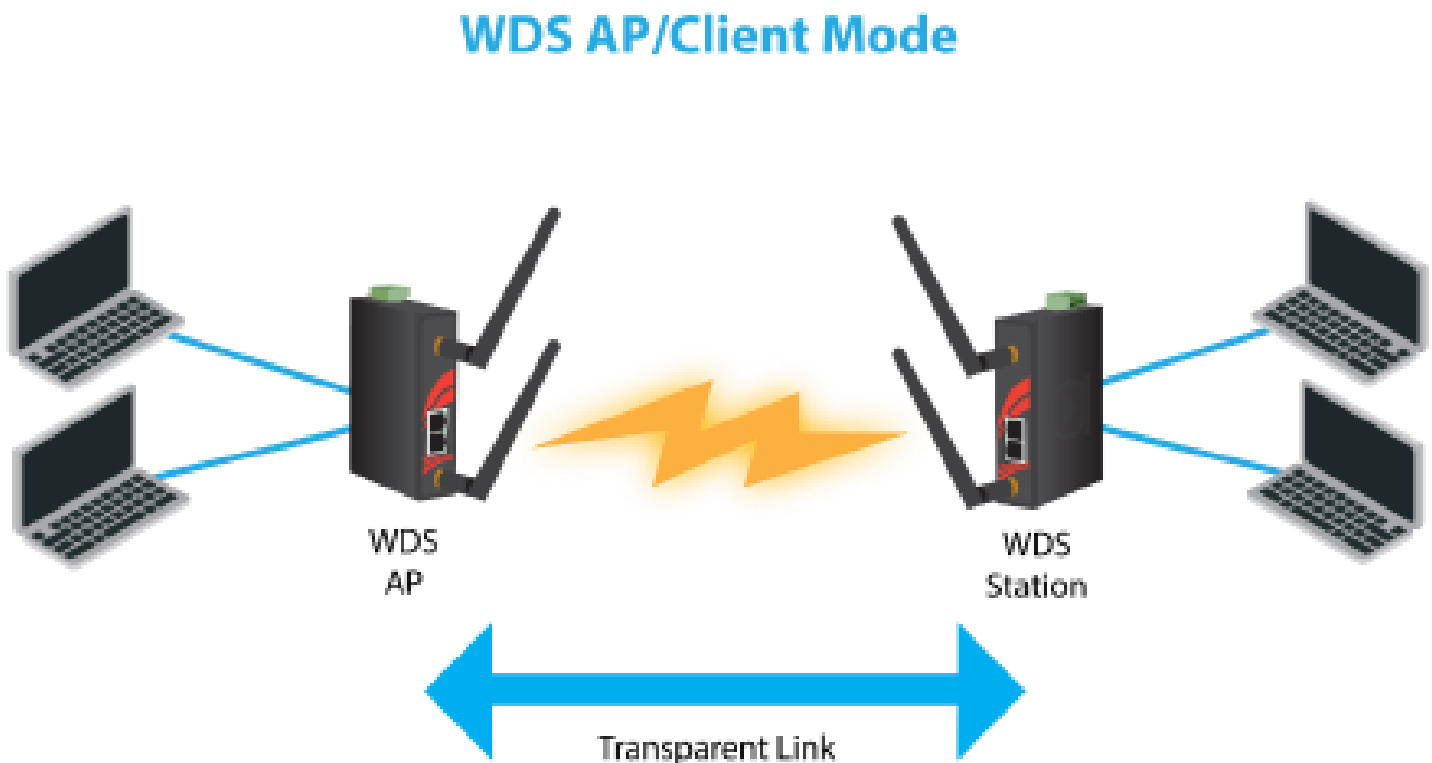 WDS AP/Client Mode
WDS
AP
WDS
Station
Transparent Link